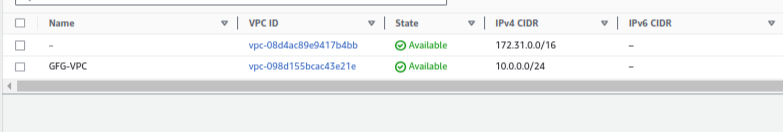 Name VPC ID State IPv4 CIDR IPv6 CIDR
– vpc-08d4ac89e9417b4bb Available 172.31.0.0/16 –
GFG-VPC vpc-098d155bcac43e21e Available 10.0.0.0/24 –